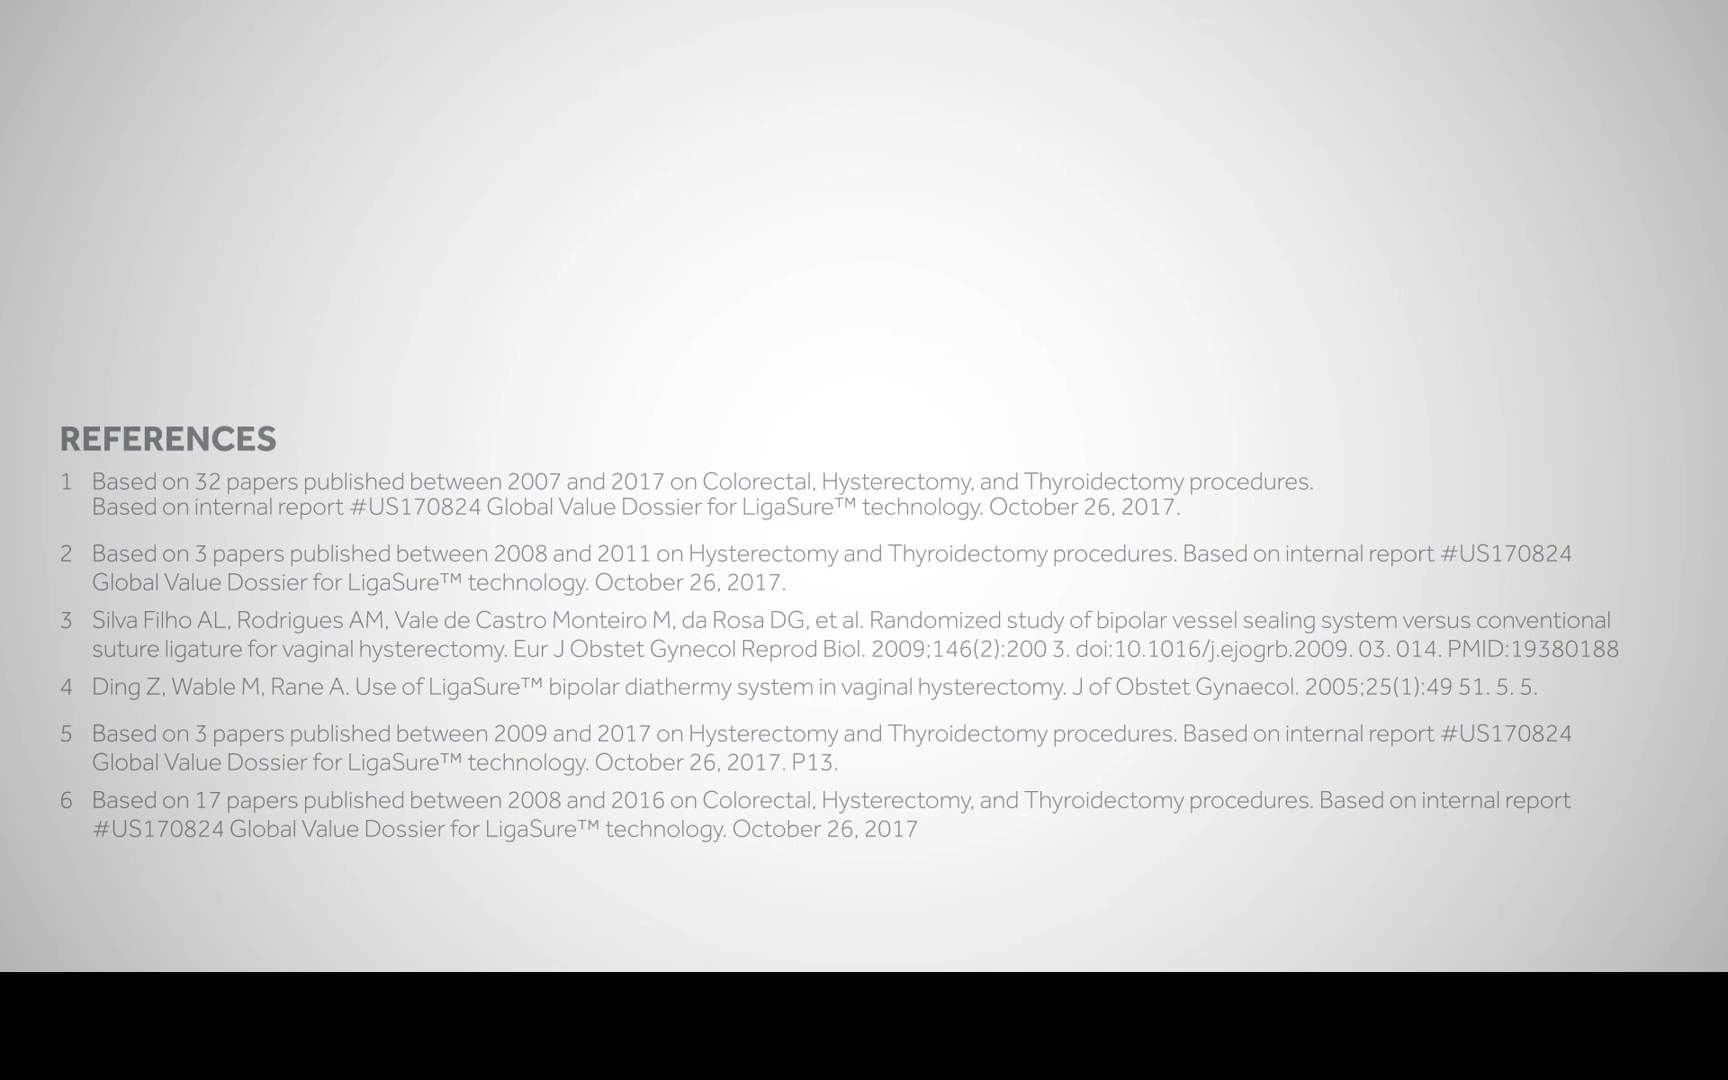 REFERENCES
1 Based on 32 papers published between 2007 and 2017 on Colorectal, Hysterectomy, and Thyroidectomy procedures.
Based on internal report #US170824 Global Value Dossier for LigaSure™ technology. October 26, 2017.
2 Based on 3 papers published between 2008 and 2011 on Hysterectomy and Thyroidectomy procedures. Based on internal report #US170824
Global Value Dossier for LigaSure™ technology. October 26, 2017.
3 Silva Filho AL, Rodrigues AM, Vale de Castro Monteiro M, da Rosa DG, et al. Randomized study of bipolar vessel sealing system versus conventional
suture ligature for vaginal hysterectomy. Eur J Obstet Gynecol Reprod Biol. 2009;146(2):200 3. doi:10.1016/j.ejogrb.2009. 03. 014. PMID:19380188
4 Ding Z, Wable M, Rane A. Use of LigaSure™ bipolar diathermy system in vaginal hysterectomy. J of Obstet Gynaecol. 2005;25(1):49 51. 5. 5.
5 Based on 3 papers published between 2009 and 2017 on Hysterectomy and Thyroidectomy procedures. Based on internal report #US170824
Global Value Dossier for LigaSure™ technology. October 26, 2017. P13.
6 Based on 17 papers published between 2008 and 2016 on Colorectal, Hysterectomy, and Thyroidectomy procedures. Based on internal report
#US170824 Global Value Dossier for LigaSure™ technology. October 26, 2017